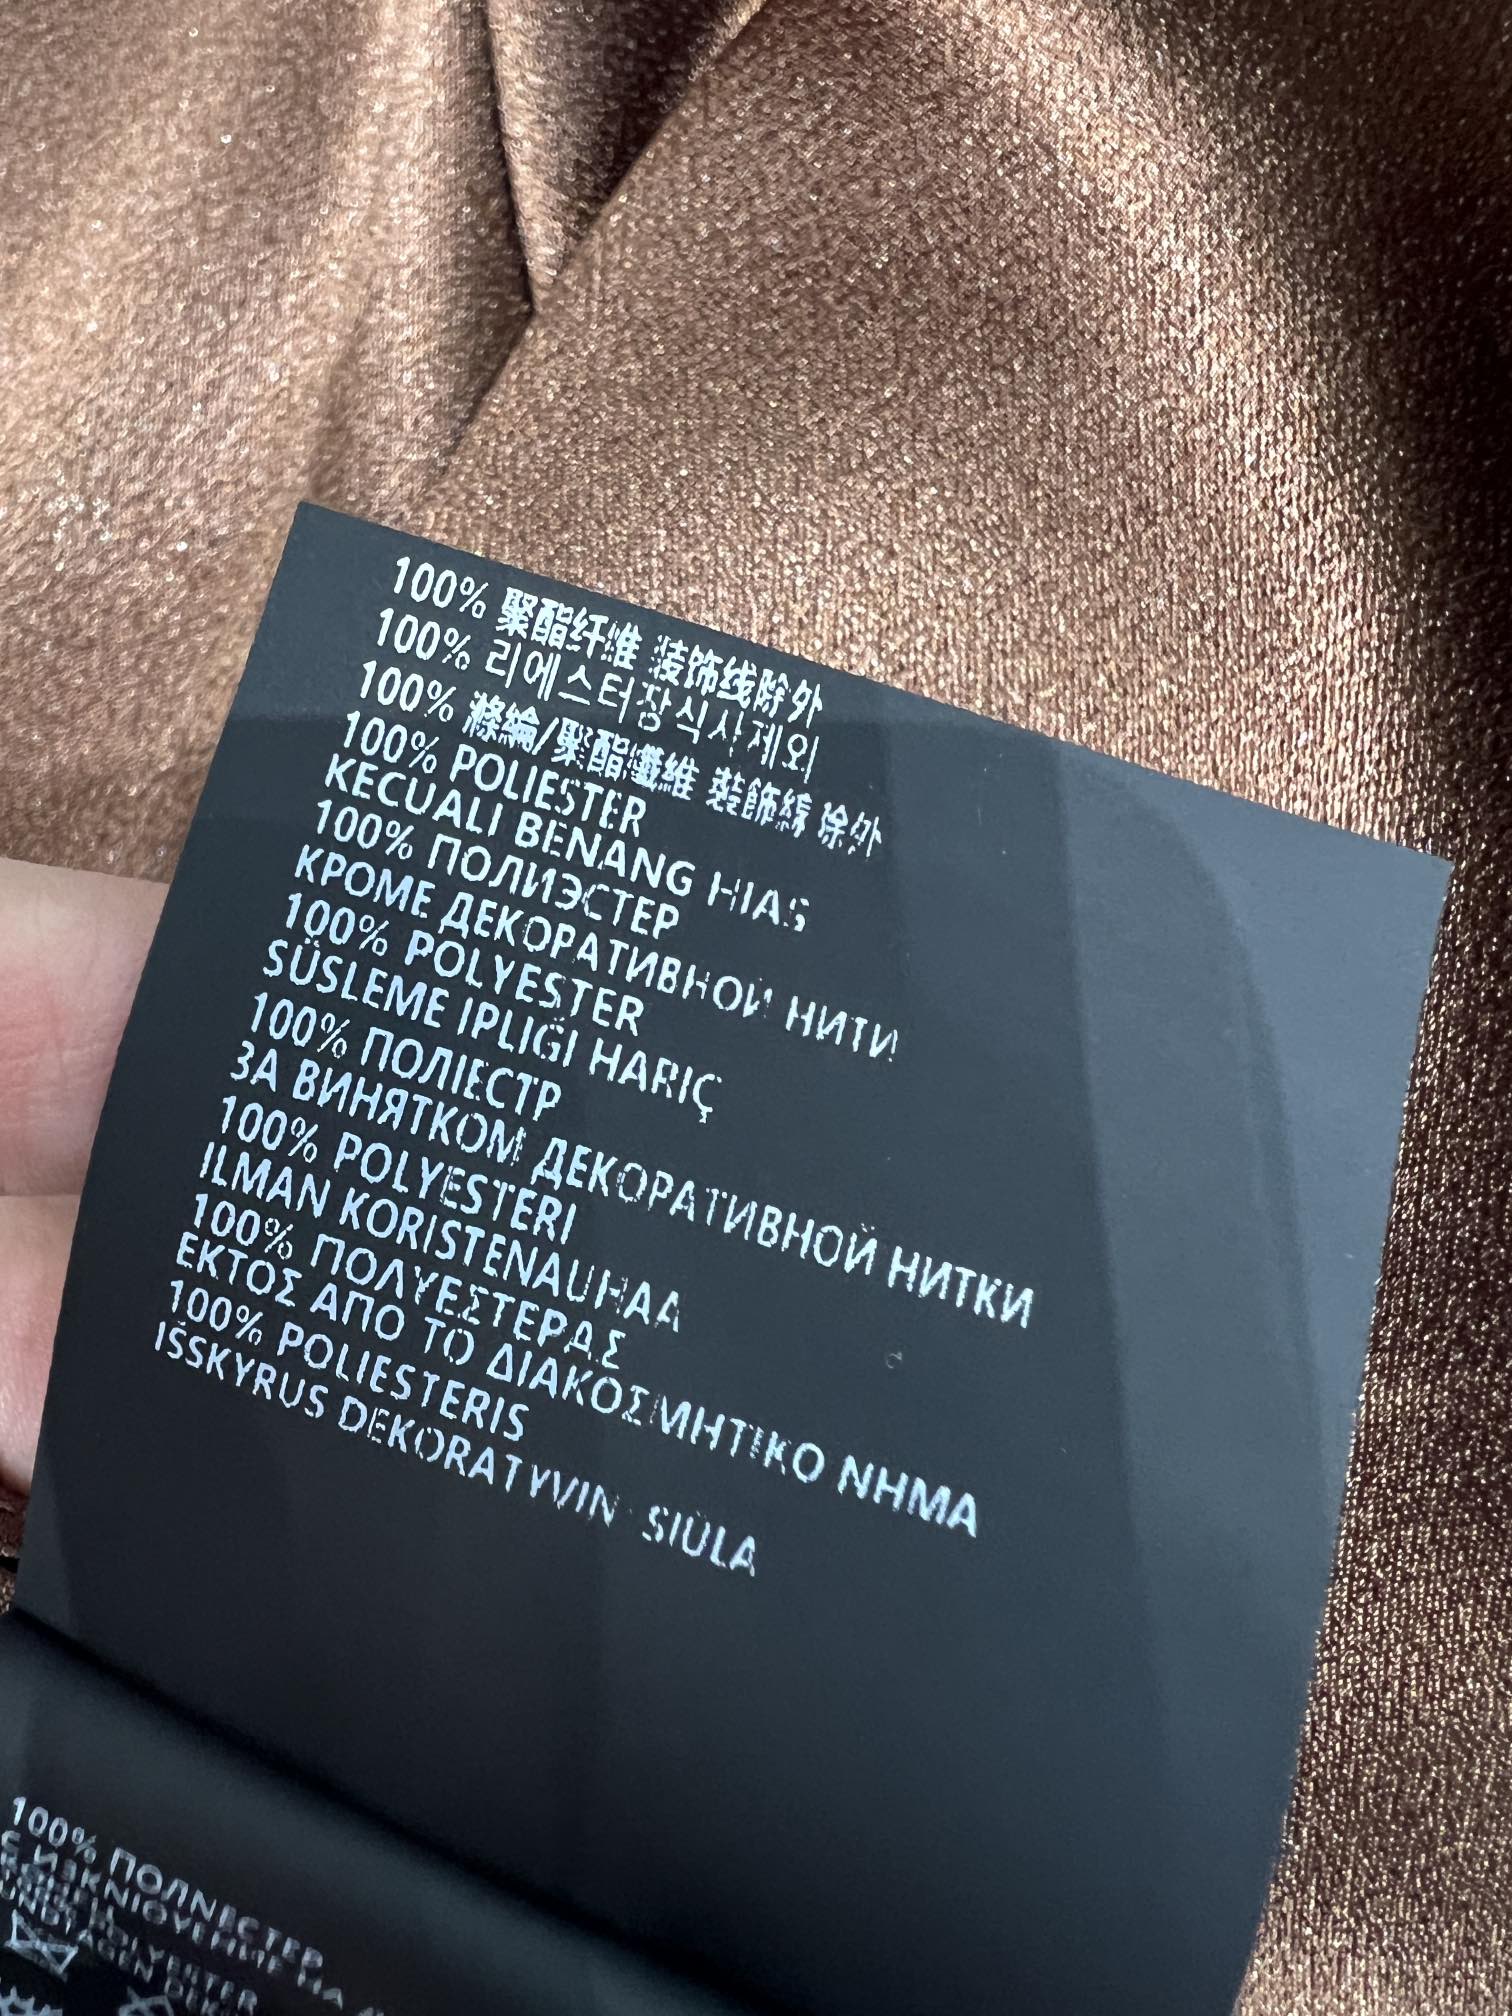 100% 聚酯纤维 装饰线除外
100% 리에스터장식사제외
100% 滌綸/聚酯纖維 裝飾線 除外
100% POLIESTER
KECUALI BENANG HIAS
100% ПОЛИЭСТЕР
КРОМЕ ДЕКОРАТИВНОЙ НИТИ
100% POLYESTER
SÜSLEME IPLIĞI HARIÇ
100% ПОЛІЕСТР
ЗА ВИНЯТКОМ ДЕКОРАТИВНОЙ НИТКИ
100% POLYESTERI
ILMAN KORISTENAUHAA
100% ΠΟΛΥΕΣΤΕΡΑΣ
ΕΚΤΟΣ ΑΠΟ ΤΟ ΔΙΑΚΟΣΜΗΤΙΚΟ ΝΗΜΑ
100% POLIESTERIS
IŠSKYRUS DEKORATYVIN SIŪLA
100% ПОЛИЕСТЕР